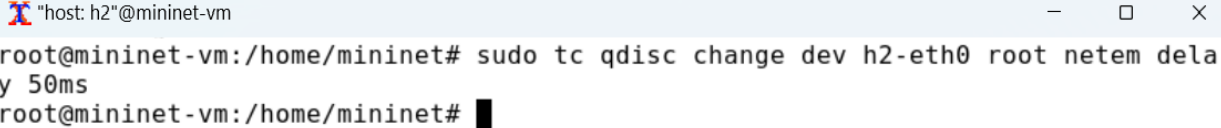 "host: h2"@mininet-vm
root@mininet-vm:/home/mininet# sudo tc qdisc change dev h2-eth0 root netem dela
y 50ms
root@mininet-vm:/home/mininet#